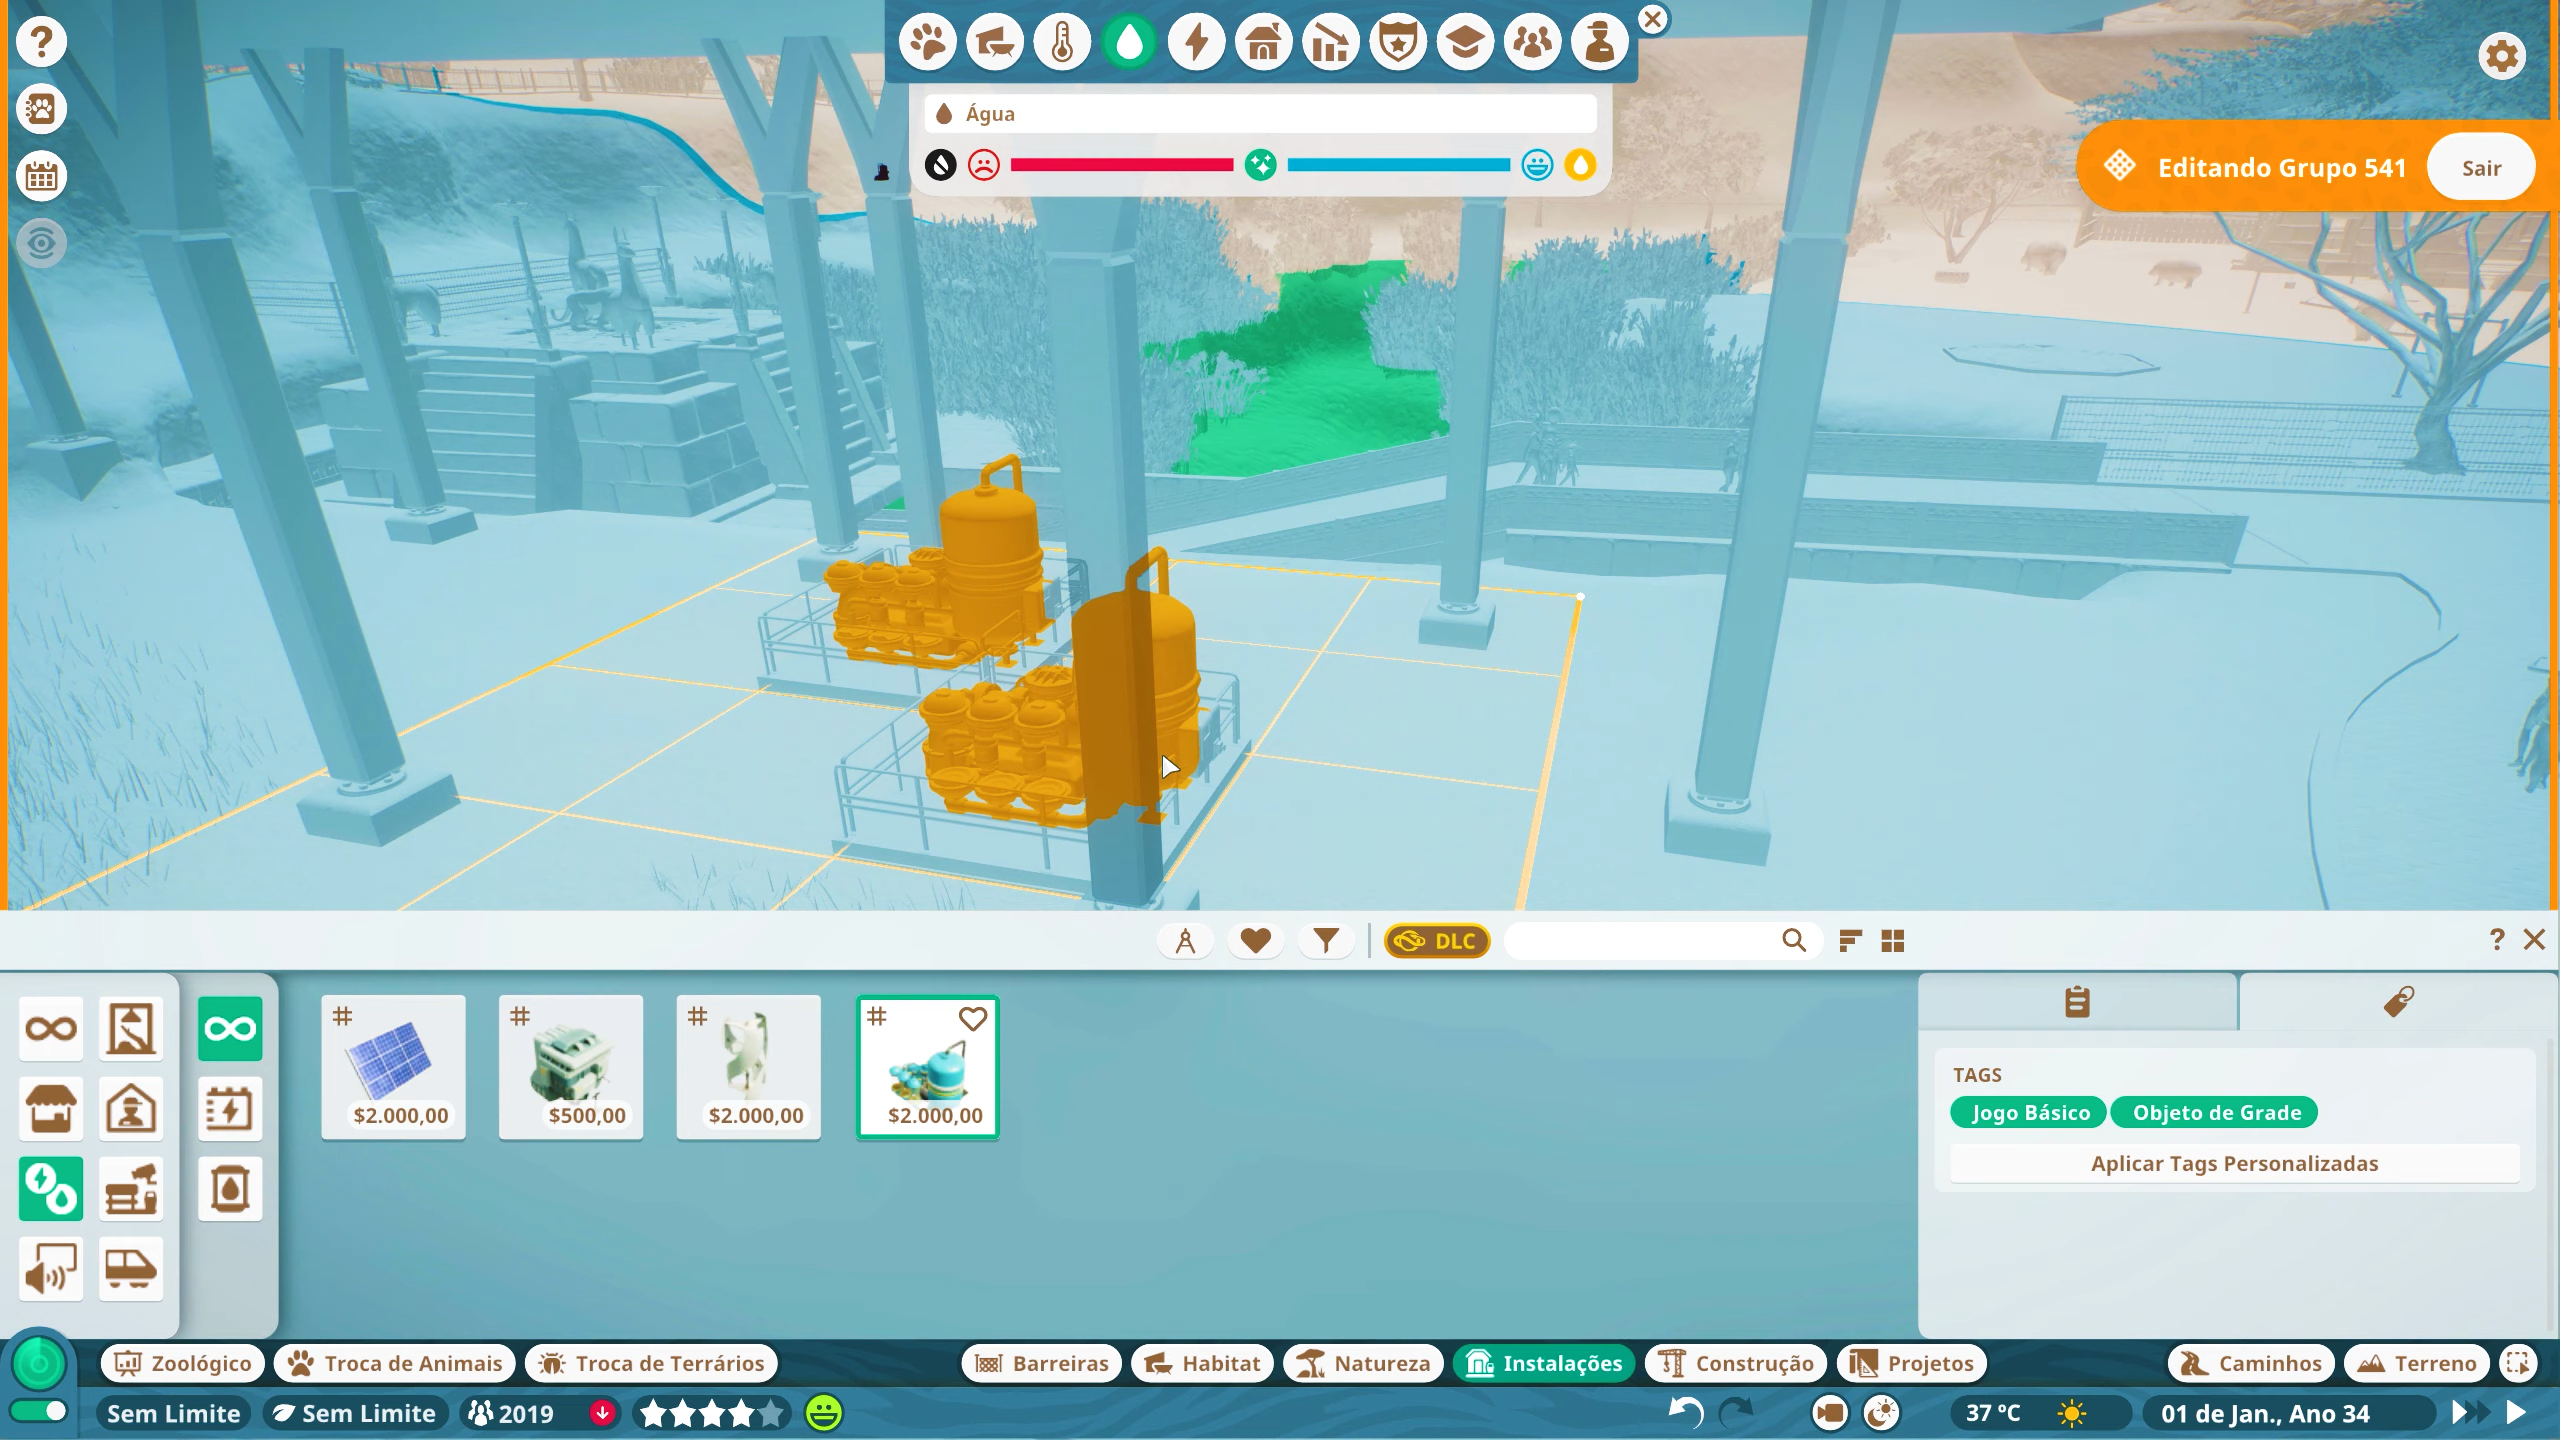 Água
Editando Grupo 541
Sair
DLC
?
$2.000,00
$500,00
$2.000,00
$2.000,00
TAGS
Jogo Básico
Objeto de Grade
Aplicar Tags Personalizadas
Zoológico
Troca de Animais
Troca de Terrários
Barreiras
Habitat
Natureza
Instalações
Construção
Projetos
Caminhos
Terreno
Sem Limite
Sem Limite
2019
37 ºC
01 de Jan., Ano 34